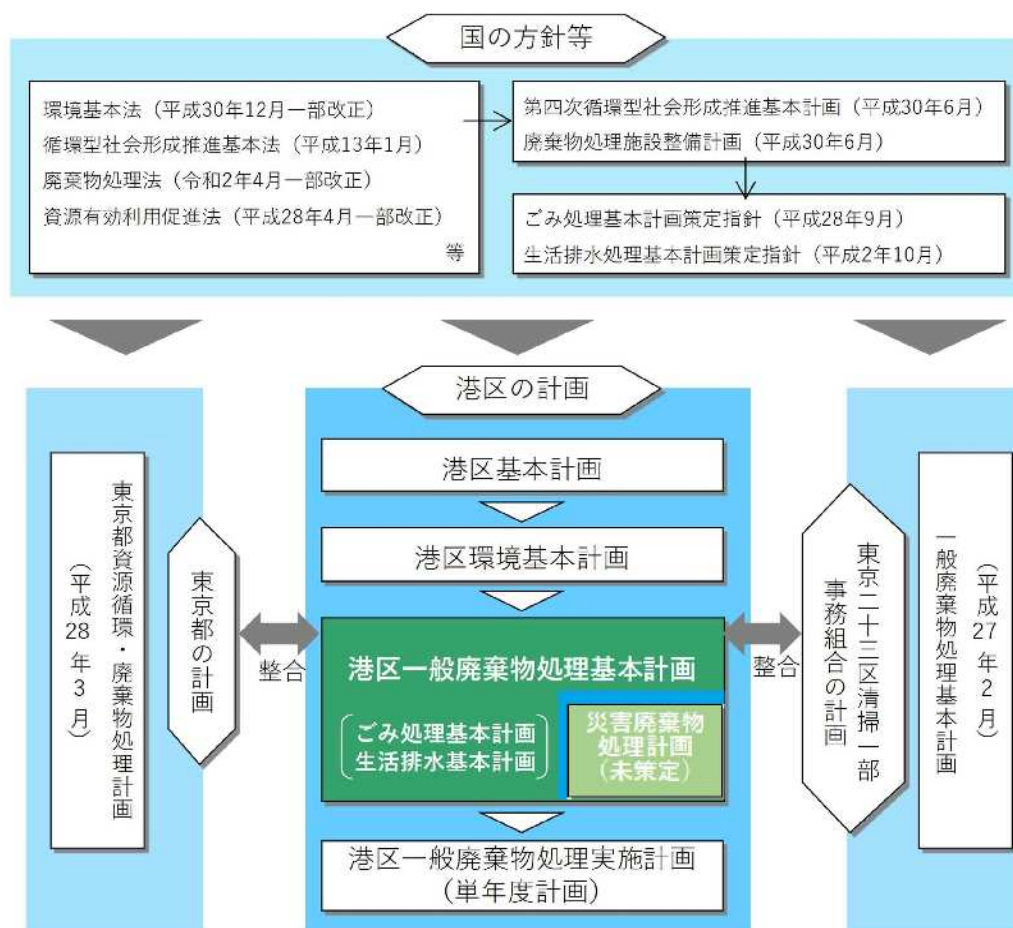 国の方針等
環境基本法（平成30年12月一部改正）
循環型社会形成推進基本法（平成13年1月）
廃棄物処理法（令和2年4月一部改正）
資源有効利用促進法（平成28年4月一部改正）
等
第四次循環型社会形成推進基本計画（平成30年6月）
廃棄物処理施設整備計画（平成30年6月）
ごみ処理基本計画策定指針（平成28年9月）
生活排水処理基本計画策定指針（平成2年10月）
東京都資源循環・廃棄物処理計画
（平成28年3月）
東京都の計画
整合
港区の計画
港区基本計画
港区環境基本計画
港区一般廃棄物処理基本計画
ごみ処理基本計画
生活排水基本計画
災害廃棄物
処理計画
（未策定）
港区一般廃棄物処理実施計画
（単年度計画）
整合
東京二十三区清掃一部
事務組合の計画
一般廃棄物処理基本計画
（平成27年2月）